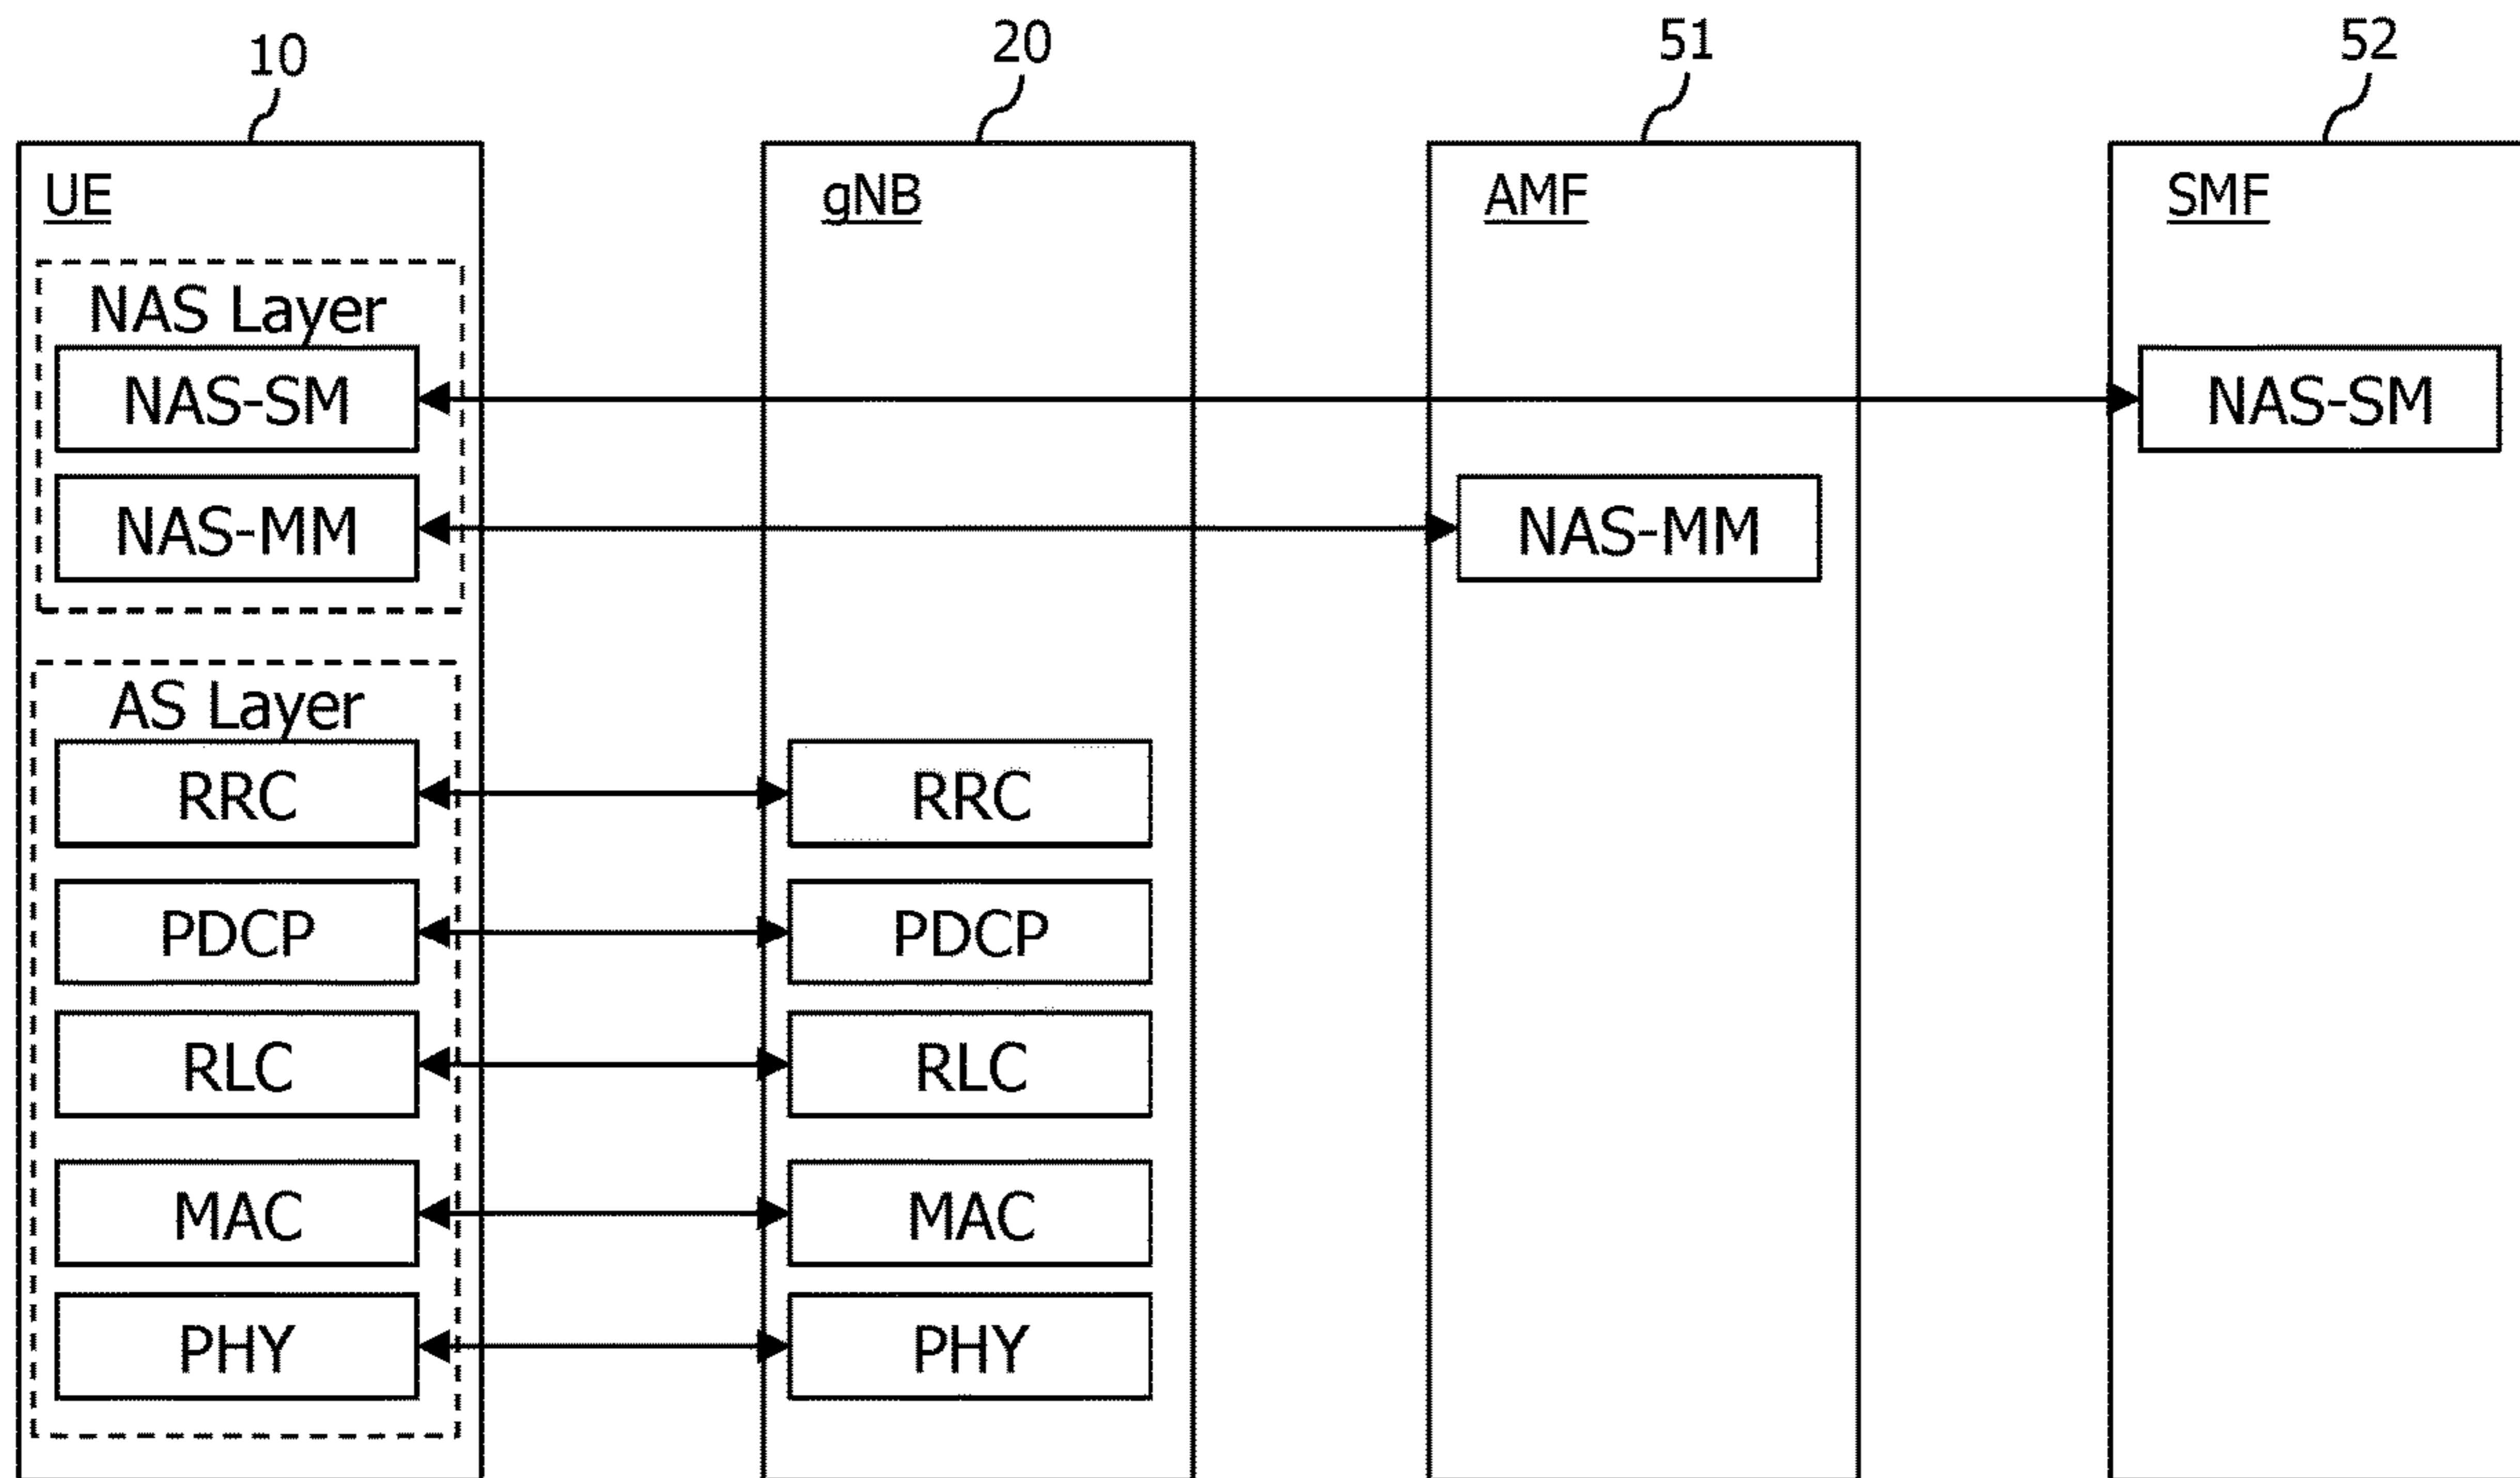 10
20
51
52
UE
gNB
AMF
SMF
NAS Layer
NAS-SM
NAS-SM
NAS-MM
NAS-MM
AS Layer
RRC
RRC
PDCP
PDCP
RLC
RLC
MAC
MAC
PHY
PHY